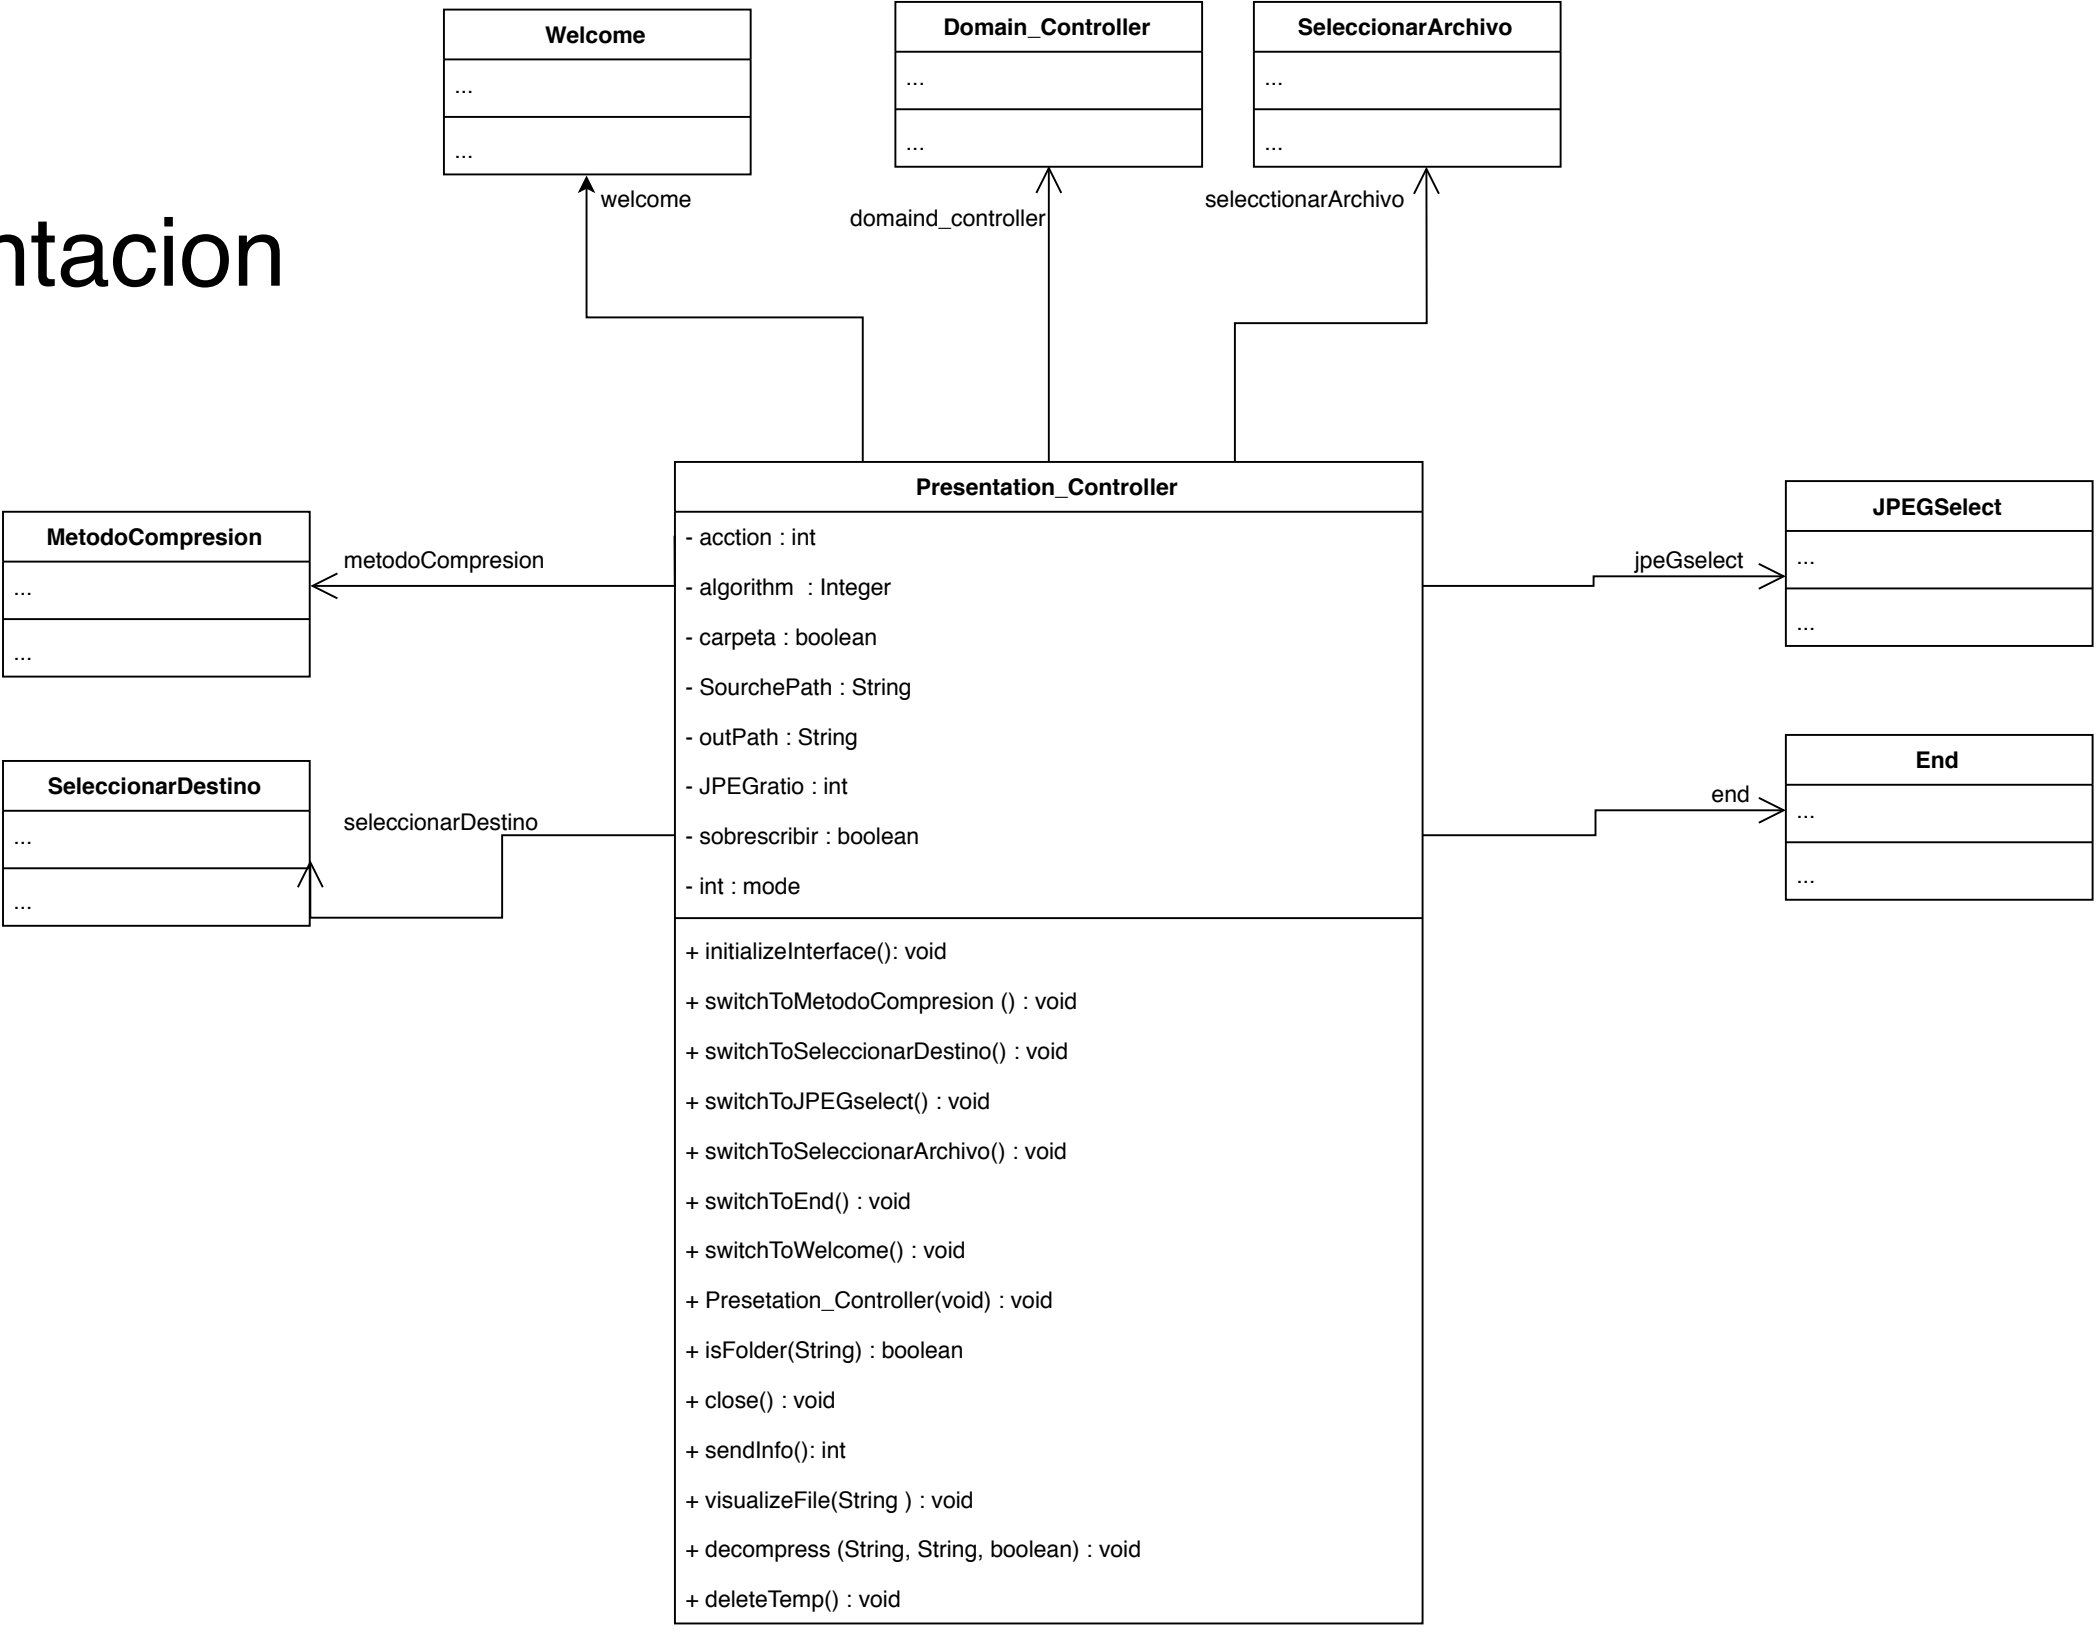 Welcome
...
...
Domain_Controller
...
...
SeleccionarArchivo
...
...
welcome
domaind_controller
selecctionarArchivo
ntacion
MetodoCompresion
...
...
metodoCompresion
SeleccionarDestino
...
...
seleccionarDestino
Presentation_Controller
- acction : int
- algorithm  : Integer
- carpeta : boolean
- SourchePath : String
- outPath : String
- JPEGratio : int
- sobrescribir : boolean
- int : mode
+ initializeInterface(): void
+ switchToMetodoCompresion () : void
+ switchToSeleccionarDestino() : void
+ switchToJPEGselect() : void
+ switchToSeleccionarArchivo() : void
+ switchToEnd() : void
+ switchToWelcome() : void
+ Presetation_Controller(void) : void
+ isFolder(String) : boolean
+ close() : void
+ sendInfo(): int
+ visualizeFile(String ) : void
+ decompress (String, String, boolean) : void
+ deleteTemp() : void
jpeGselect
JPEGSelect
...
...
end
End
...
...